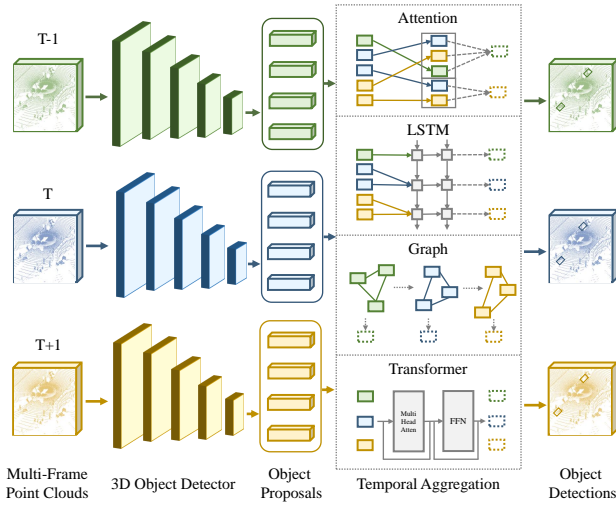 T-1
Attention
LSTM
T
Graph
T+1
Transformer
Multi
Head
Atten
FFN
Multi-Frame
Point Clouds
3D Object Detector
Object
Proposals
Temporal Aggregation
Object
Detections